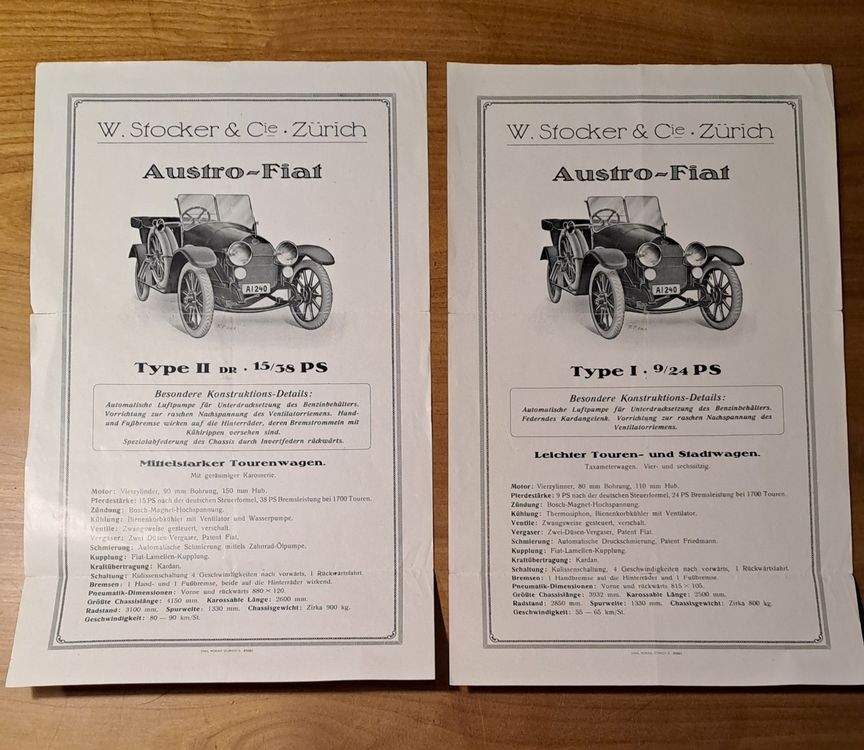 W. Stocker & Cie · Zürich
Austro-Fiat
AI 240
Type II DR · 15/38 PS
Besondere Konstruktions-Details:
Automatische Luftpumpe für Unterdrucksetzung des Benzinbehälters.
Vorrichtung zur raschen Nachspannung des Ventilatorriemens. Hand-
und Fußbremse wirken auf die Hinterräder, deren Bremstrommeln mit
Kühlrippen versehen sind.
Spezialabfederung des Chassis durch Invertfedern rückwärts.
Mittelstarker Tourenwagen.
Mit geräumiger Karosserie.
Motor: Vierzylinder, 90 mm Bohrung, 150 mm Hub.
Pferdestärke: 15 PS nach der deutschen Steuerformel, 38 PS Bremsleistung bei 1700 Touren.
Zündung: Bosch-Magnet-Hochspannung.
Kühlung: Bienenkorbkühler mit Ventilator und Wasserpumpe.
Ventile: Zwangsweise gesteuert, verschalt.
Vergaser: Zwei Düsen-Vergaser, Patent Fiat.
Schmierung: Automatische Schmierung mittels Zahnrad-Ölpumpe.
Kupplung: Fiat-Lamellen-Kupplung.
Kraftübertragung: Kardan.
Schaltung: Kulissenschaltung 4 Geschwindigkeiten nach vorwärts, 1 Rückwärtsfahrt.
Bremsen: 1 Hand- und 1 Fußbremse, beide auf die Hinterräder wirkend.
Pneumatik-Dimensionen: Vorne und rückwärts 880 × 120.
Größte Chassislänge: 4150 mm. Karossable Länge: 2600 mm.
Radstand: 3100 mm. Spurweite: 1330 mm. Chassisgewicht: Zirka 900 kg.
Geschwindigkeit: 80 — 90 km/St.
W. Stocker & Cie · Zürich
Austro-Fiat
AI 240
Type I · 9/24 PS
Besondere Konstruktions-Details:
Automatische Luftpumpe für Unterdrucksetzung des Benzinbehälters.
Federndes Kardangelenk. Vorrichtung zur raschen Nachspannung des
Ventilatorriemens.
Leichter Touren- und Stadtwagen.
Taxameterwagen. Vier- und sechssitzig.
Motor: Vierzylinder, 80 mm Bohrung, 110 mm Hub.
Pferdestärke: 9 PS nach der deutschen Steuerformel, 24 PS Bremsleistung bei 1700 Touren.
Zündung: Bosch-Magnet-Hochspannung.
Kühlung: Thermosiphon, Bienenkorbkühler mit Ventilator.
Ventile: Zwangsweise gesteuert, verschalt.
Vergaser: Zwei-Düsen-Vergaser, Patent Fiat.
Schmierung: Automatische Druckschmierung, Patent Friedmann.
Kupplung: Fiat-Lamellen-Kupplung.
Kraftübertragung: Kardan.
Schaltung: Kulissenschaltung, 4 Geschwindigkeiten nach vorwärts, 1 Rückwärtsfahrt.
Bremsen: 1 Handbremse auf die Hinterräder und 1 Fußbremse.
Pneumatik-Dimensionen: Vorne und rückwärts 815 × 105.
Größte Chassislänge: 3932 mm. Karossable Länge: 2500 mm.
Radstand: 2850 mm. Spurweite: 1330 mm. Chassisgewicht: Zirka 800 kg.
Geschwindigkeit: 55 — 65 km/St.